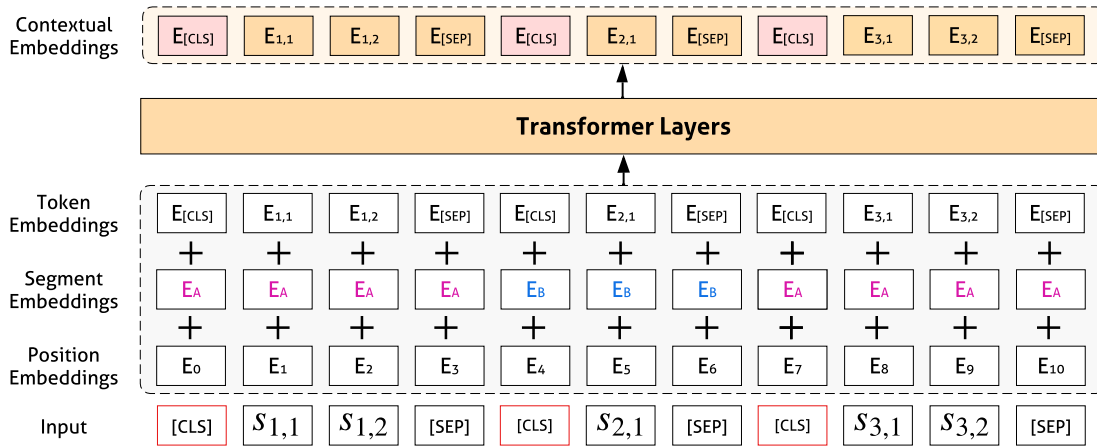 Contextual
Embeddings
E[CLS] E1,1 E1,2 E[SEP] E[CLS] E2,1 E[SEP] E[CLS] E3,1 E3,2 E[SEP]
Transformer Layers
Token
Embeddings
E[CLS] E1,1 E1,2 E[SEP] E[CLS] E2,1 E[SEP] E[CLS] E3,1 E3,2 E[SEP]
+ + + + + + + + + + +
Segment
Embeddings
EA EA EA EA EB EB EB EA EA EA EA
+ + + + + + + + + + +
Position
Embeddings
E0 E1 E2 E3 E4 E5 E6 E7 E8 E9 E10
Input
[CLS] s1,1 s1,2 [SEP] [CLS] s2,1 [SEP] [CLS] s3,1 s3,2 [SEP]